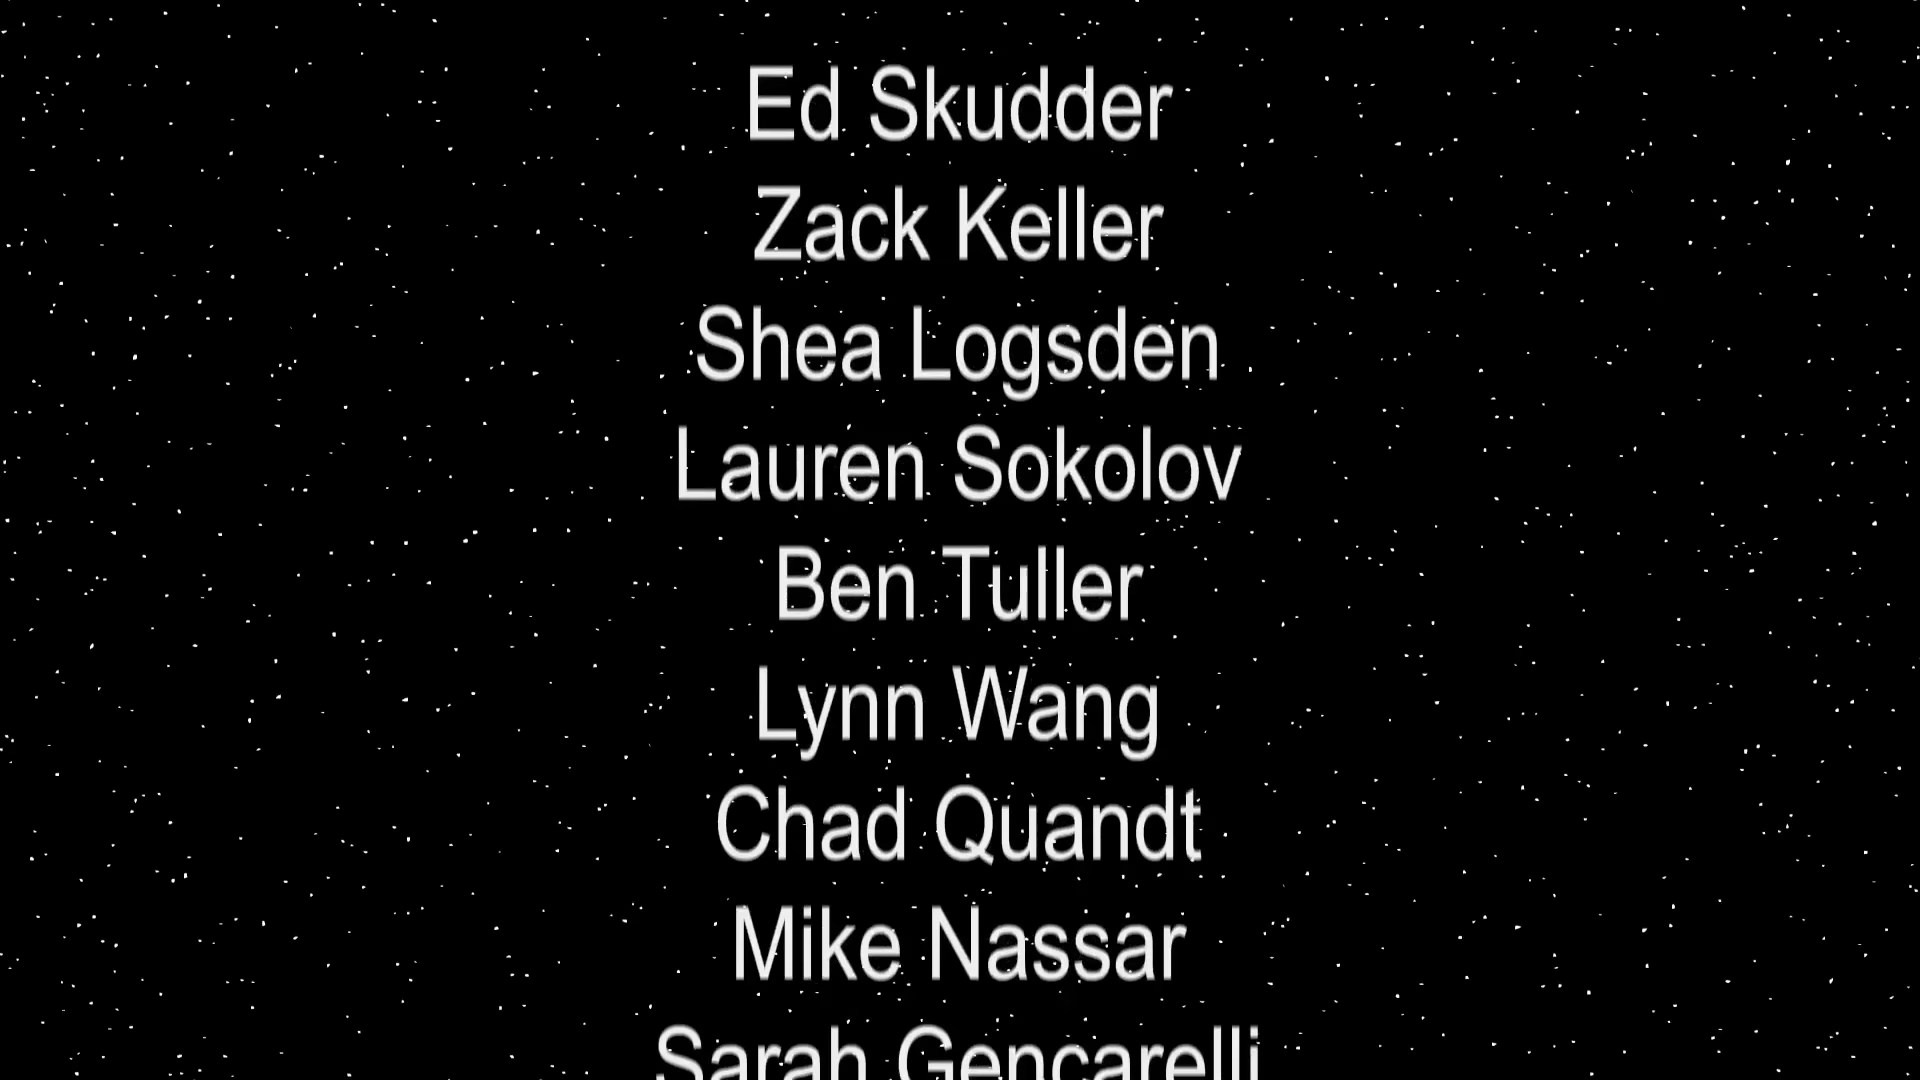 Ed Skudder
Zack Keller
Shea Logsden
Lauren Sokolov
Ben Tuller
Lynn Wang
Chad Quandt
Mike Nassar
Sarah Gencarelli